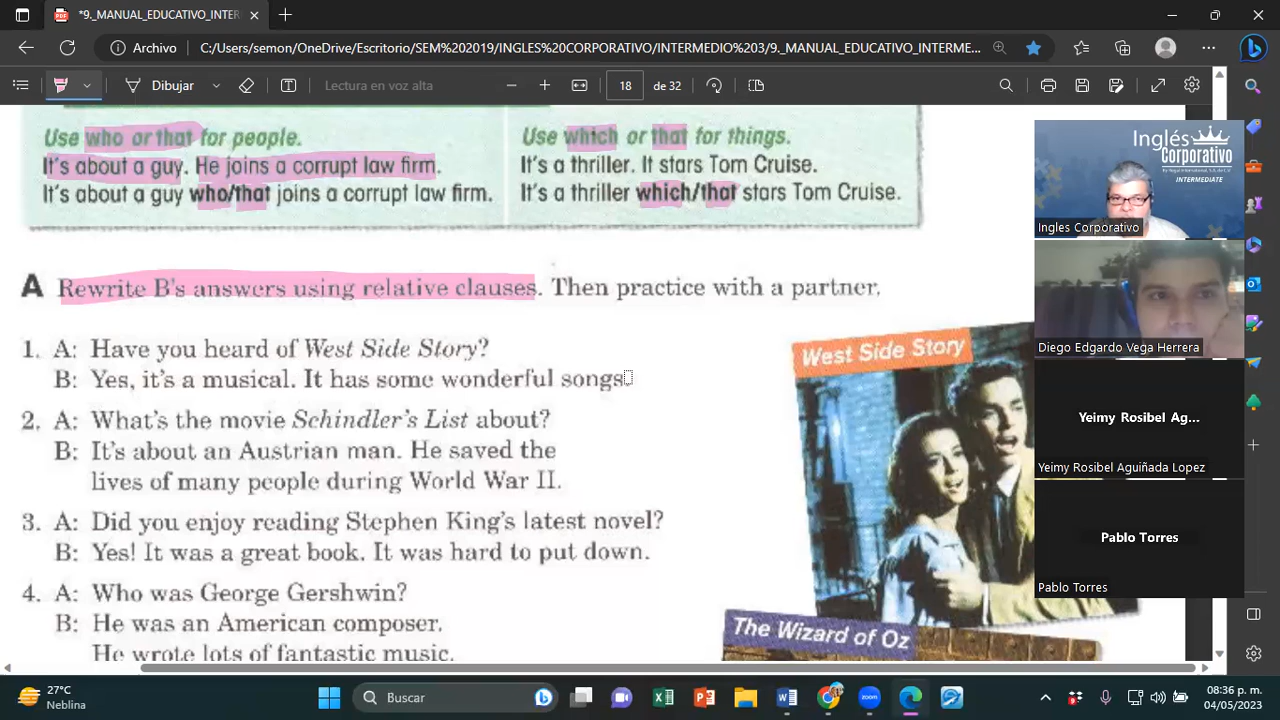 *9._MANUAL_EDUCATIVO_INTERME
Archivo
C:/Users/semon/OneDrive/Escritorio/SEM%202019/INGLES%20CORPORATIVO/INTERMEDIO%203/9._MANUAL_EDUCATIVO_INTERME...
Dibujar
Lectura en voz alta
18
de 32
Use who or that for people.
It's about a guy. He joins a corrupt law firm.
It's about a guy who/that joins a corrupt law firm.
Use which or that for things.
It's a thriller. It stars Tom Cruise.
It's a thriller which/that stars Tom Cruise.
A Rewrite B's answers using relative clauses. Then practice with a partner.
1. A: Have you heard of West Side Story?
B: Yes, it's a musical. It has some wonderful songs.
2. A: What's the movie Schindler's List about?
B: It's about an Austrian man. He saved the
lives of many people during World War II.
3. A: Did you enjoy reading Stephen King's latest novel?
B: Yes! It was a great book. It was hard to put down.
4. A: Who was George Gershwin?
B: He was an American composer.
He wrote lots of fantastic music.
West Side Story
The Wizard of Oz
Inglés
Corporativo
INTERMEDIATE
Ingles Corporativo
Diego Edgardo Vega Herrera
Yeimy Rosibel Ag...
Yeimy Rosibel Aguiñada Lopez
Pablo Torres
Pablo Torres
27°C
Neblina
Buscar
08:36 p. m.
04/05/2023